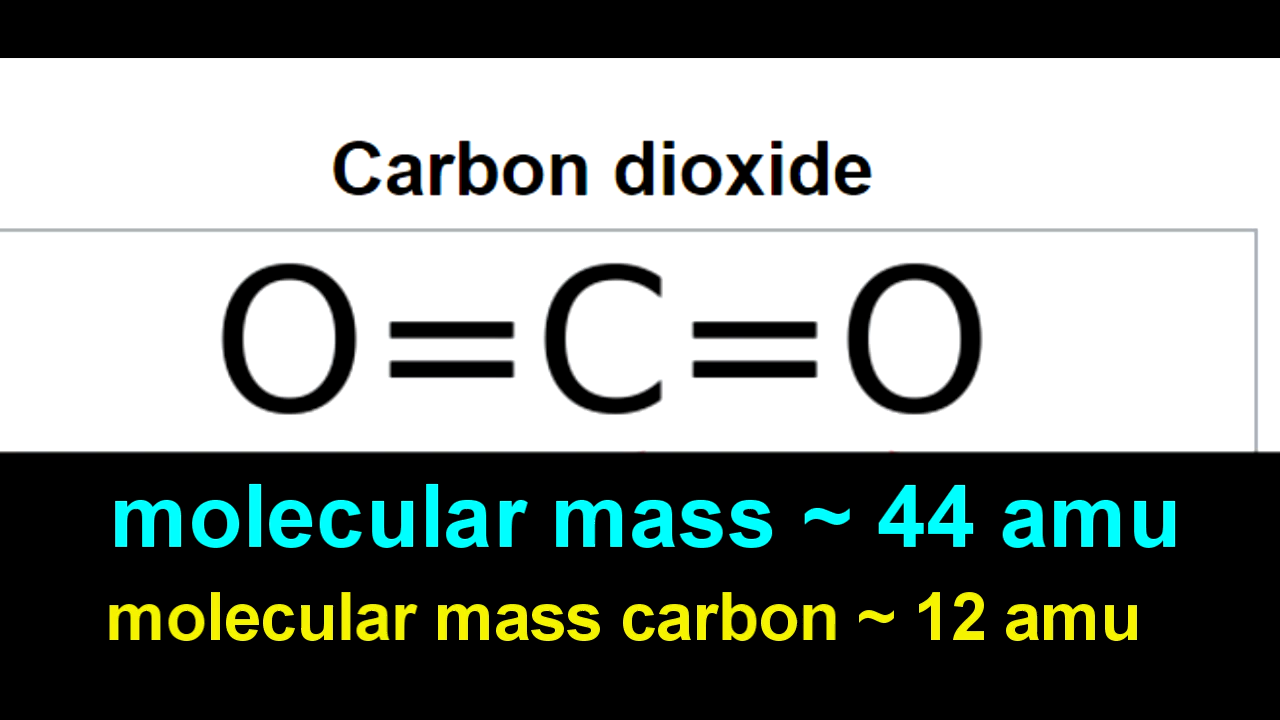 Carbon dioxide
O=C=O
molecular mass ~ 44 amu
molecular mass carbon ~ 12 amu